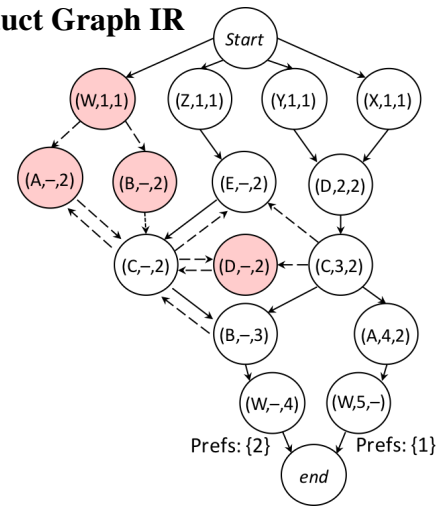 uct Graph IR
Start
(W,1,1)
(Z,1,1)
(Y,1,1)
(X,1,1)
(A,–,2)
(B,–,2)
(E,–,2)
(D,2,2)
(C,–,2)
(D,–,2)
(C,3,2)
(B,–,3)
(A,4,2)
(W,–,4)
(W,5,–)
Prefs: {2}
Prefs: {1}
end